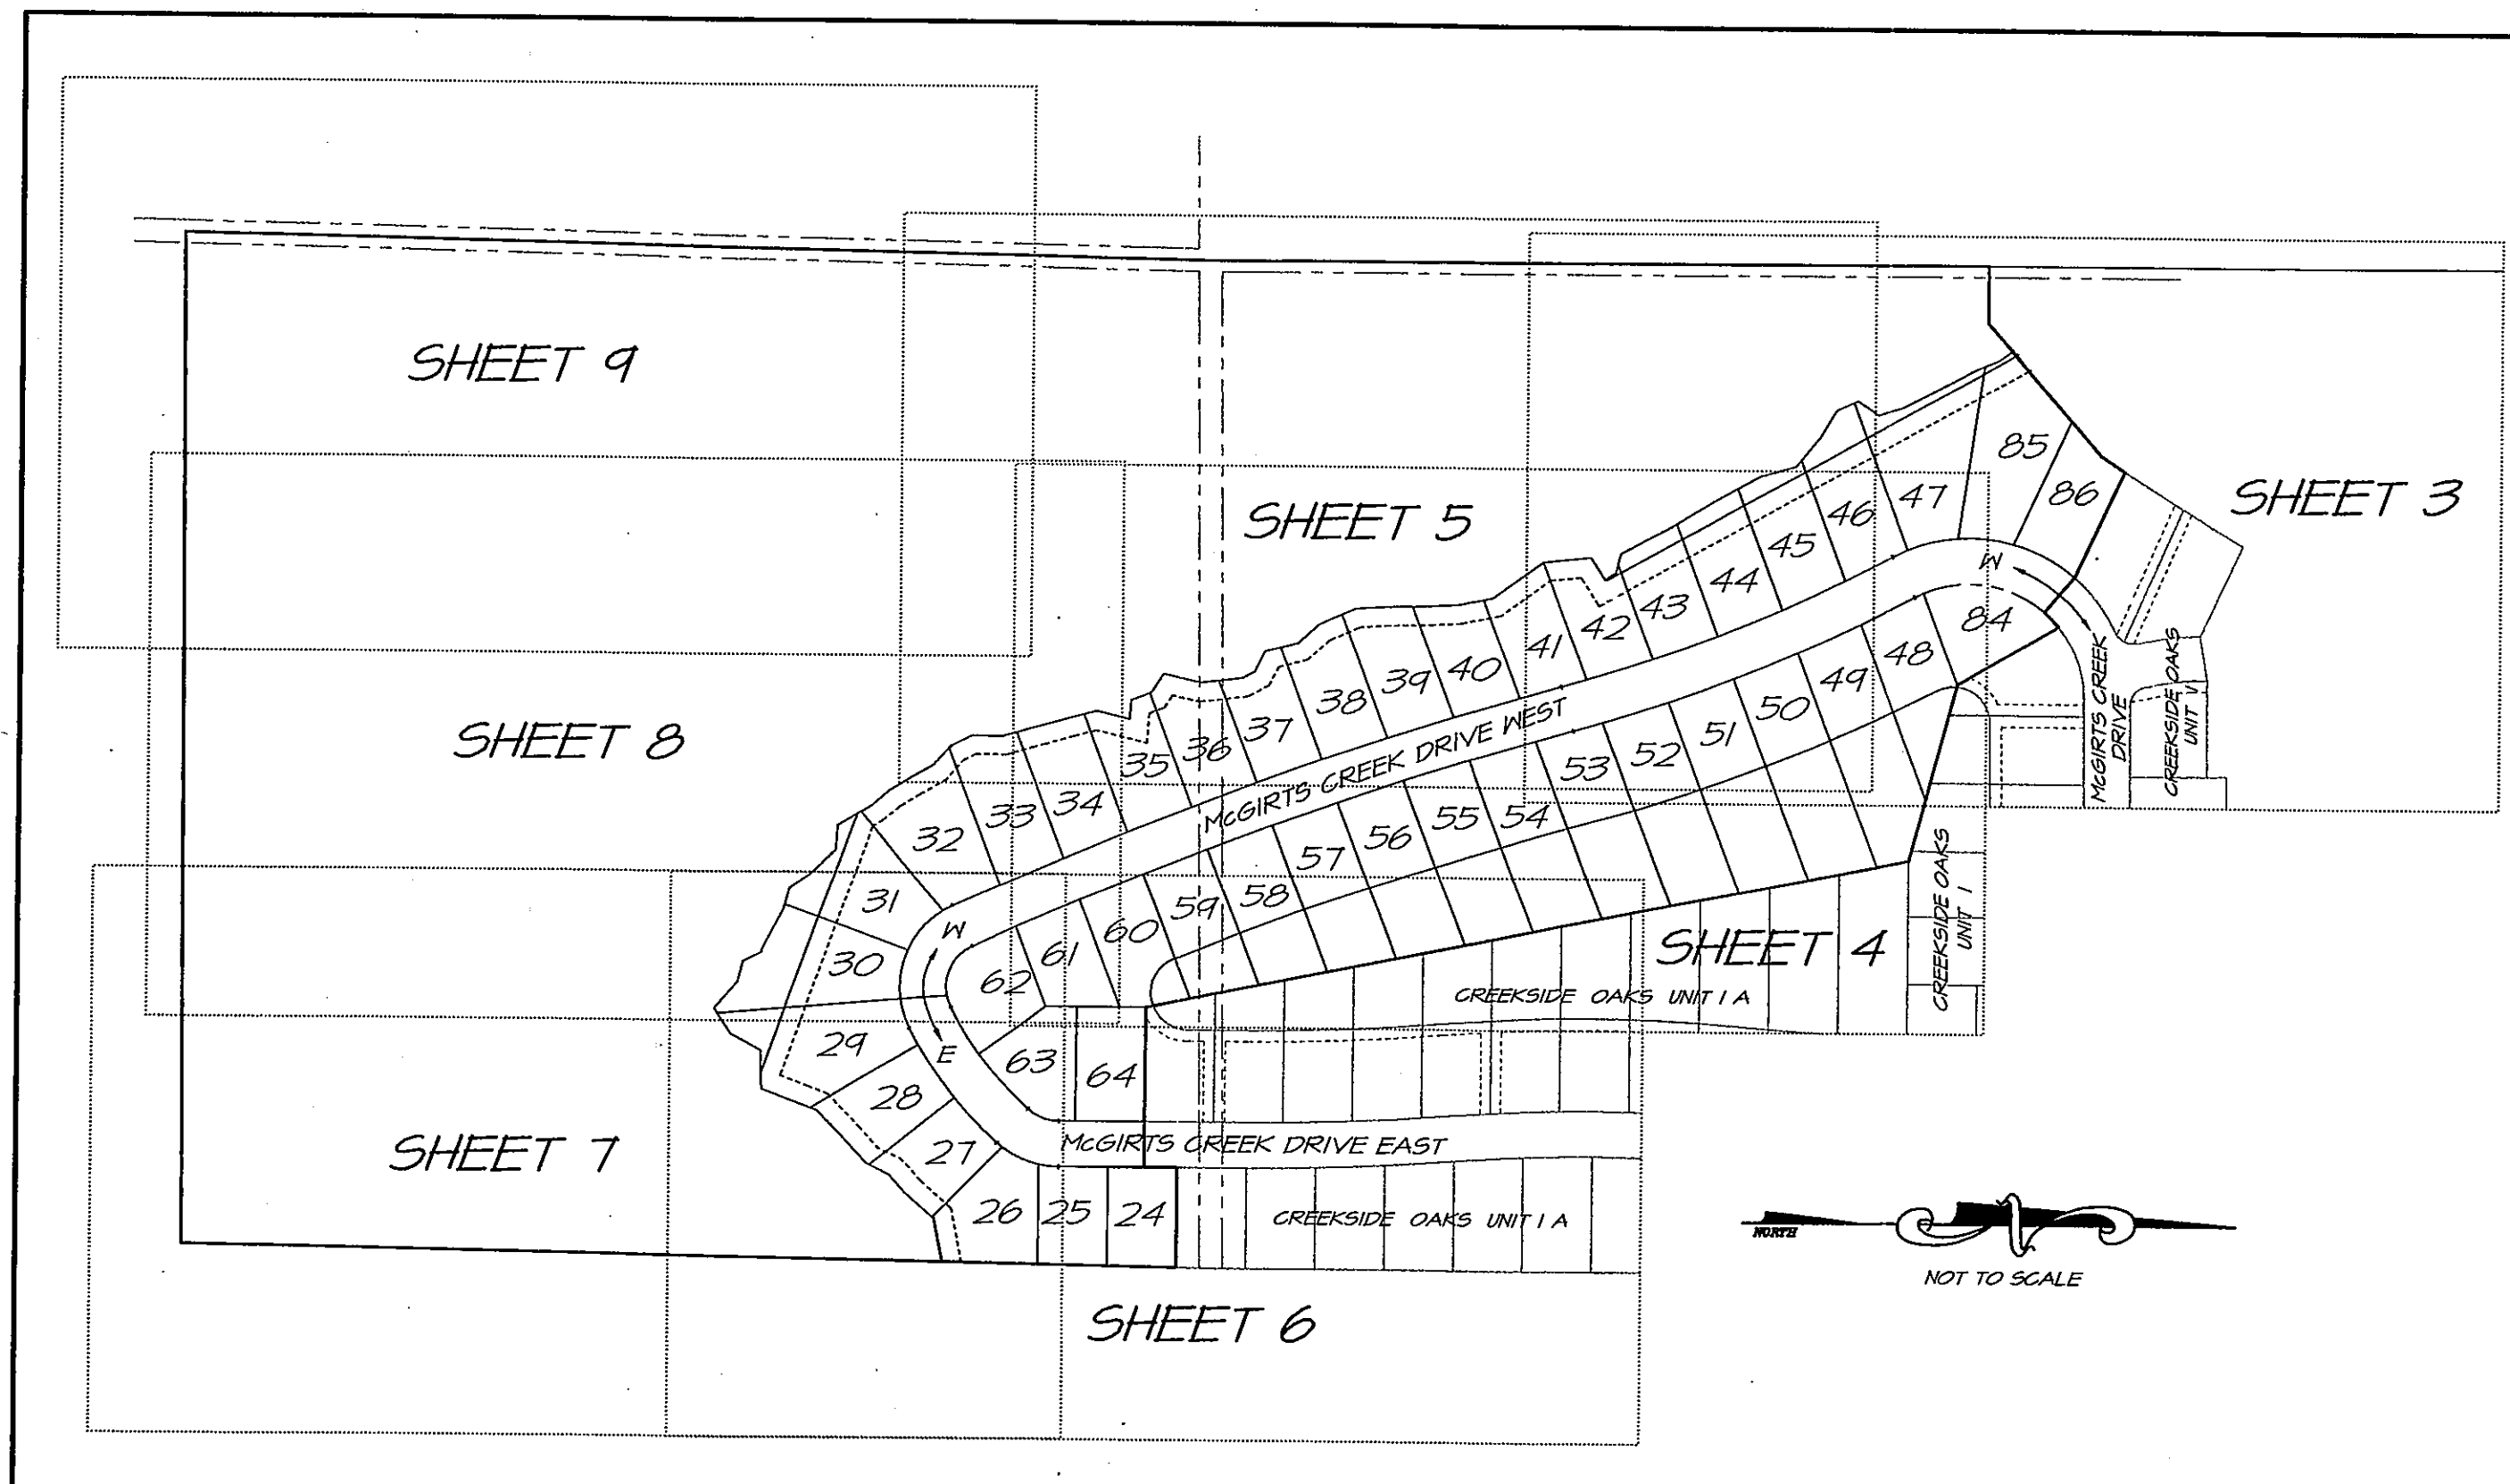 SHEET 9
SHEET 5
SHEET 3
SHEET 8
SHEET 4
SHEET 7
SHEET 6
85
86
47
46
45
44
43
42
41
40
39
38
37
36
35
34
33
32
31
30
29
28
27
26
25
24
84
48
49
50
51
52
53
54
55
56
57
58
59
60
61
62
63
64
W
W
E
McGIRTS CREEK DRIVE WEST
McGIRTS CREEK
DRIVE
CREEKSIDE OAKS
UNIT V
CREEKSIDE OAKS
UNIT I
CREEKSIDE OAKS UNIT I A
McGIRTS CREEK DRIVE EAST
CREEKSIDE OAKS UNIT I A
NORTH
NOT TO SCALE